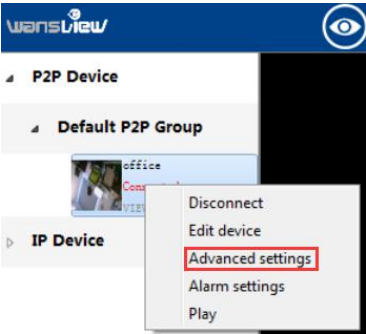 wansview
P2P Device
Default P2P Group
office
Disconnect
Edit device
IP Device
Advanced settings
Alarm settings
Play